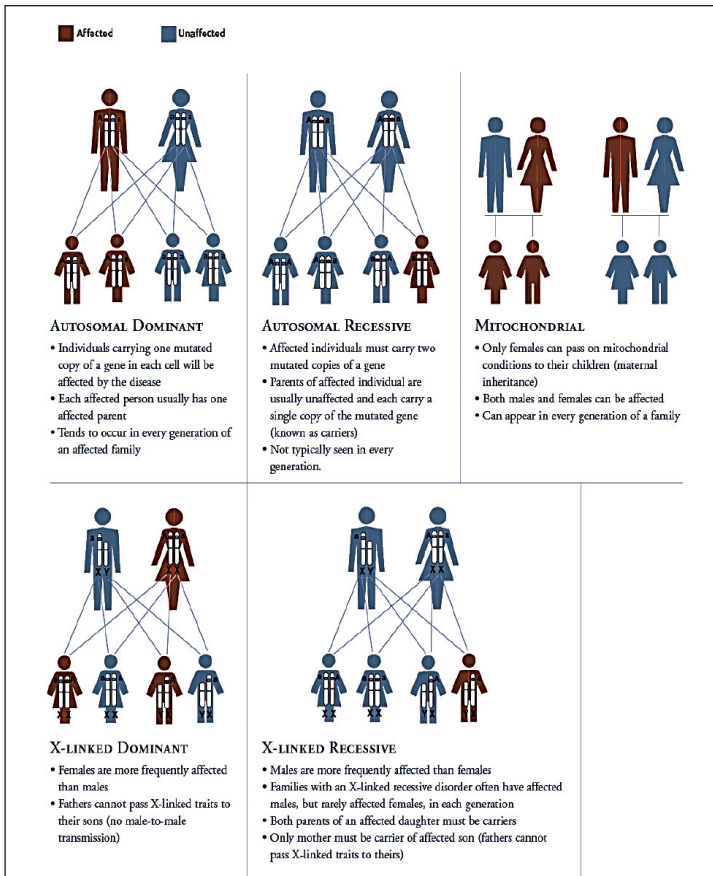 Affected
Unaffected
AUTOSOMAL DOMINANT
• Individuals carrying one mutated
copy of a gene in each cell will be
affected by the disease
• Each affected person usually has one
affected parent
• Tends to occur in every generation of
an affected family
AUTOSOMAL RECESSIVE
• Affected individuals must carry two
mutated copies of a gene
• Parents of affected individual are
usually unaffected and each carry a
single copy of the mutated gene
(known as carriers)
• Not typically seen in every
generation.
MITOCHONDRIAL
• Only females can pass on mitochondrial
conditions to their children (maternal
inheritance)
• Both males and females can be affected
• Can appear in every generation of a family
X-LINKED DOMINANT
• Females are more frequently affected
than males
• Fathers cannot pass X-linked traits to
their sons (no male-to-male
transmission)
X-LINKED RECESSIVE
• Males are more frequently affected than females
• Families with an X-linked recessive disorder often have affected
males, but rarely affected females, in each generation
• Both parents of an affected daughter must be carriers
• Only mother must be carrier of affected son (fathers cannot
pass X-linked traits to theirs)